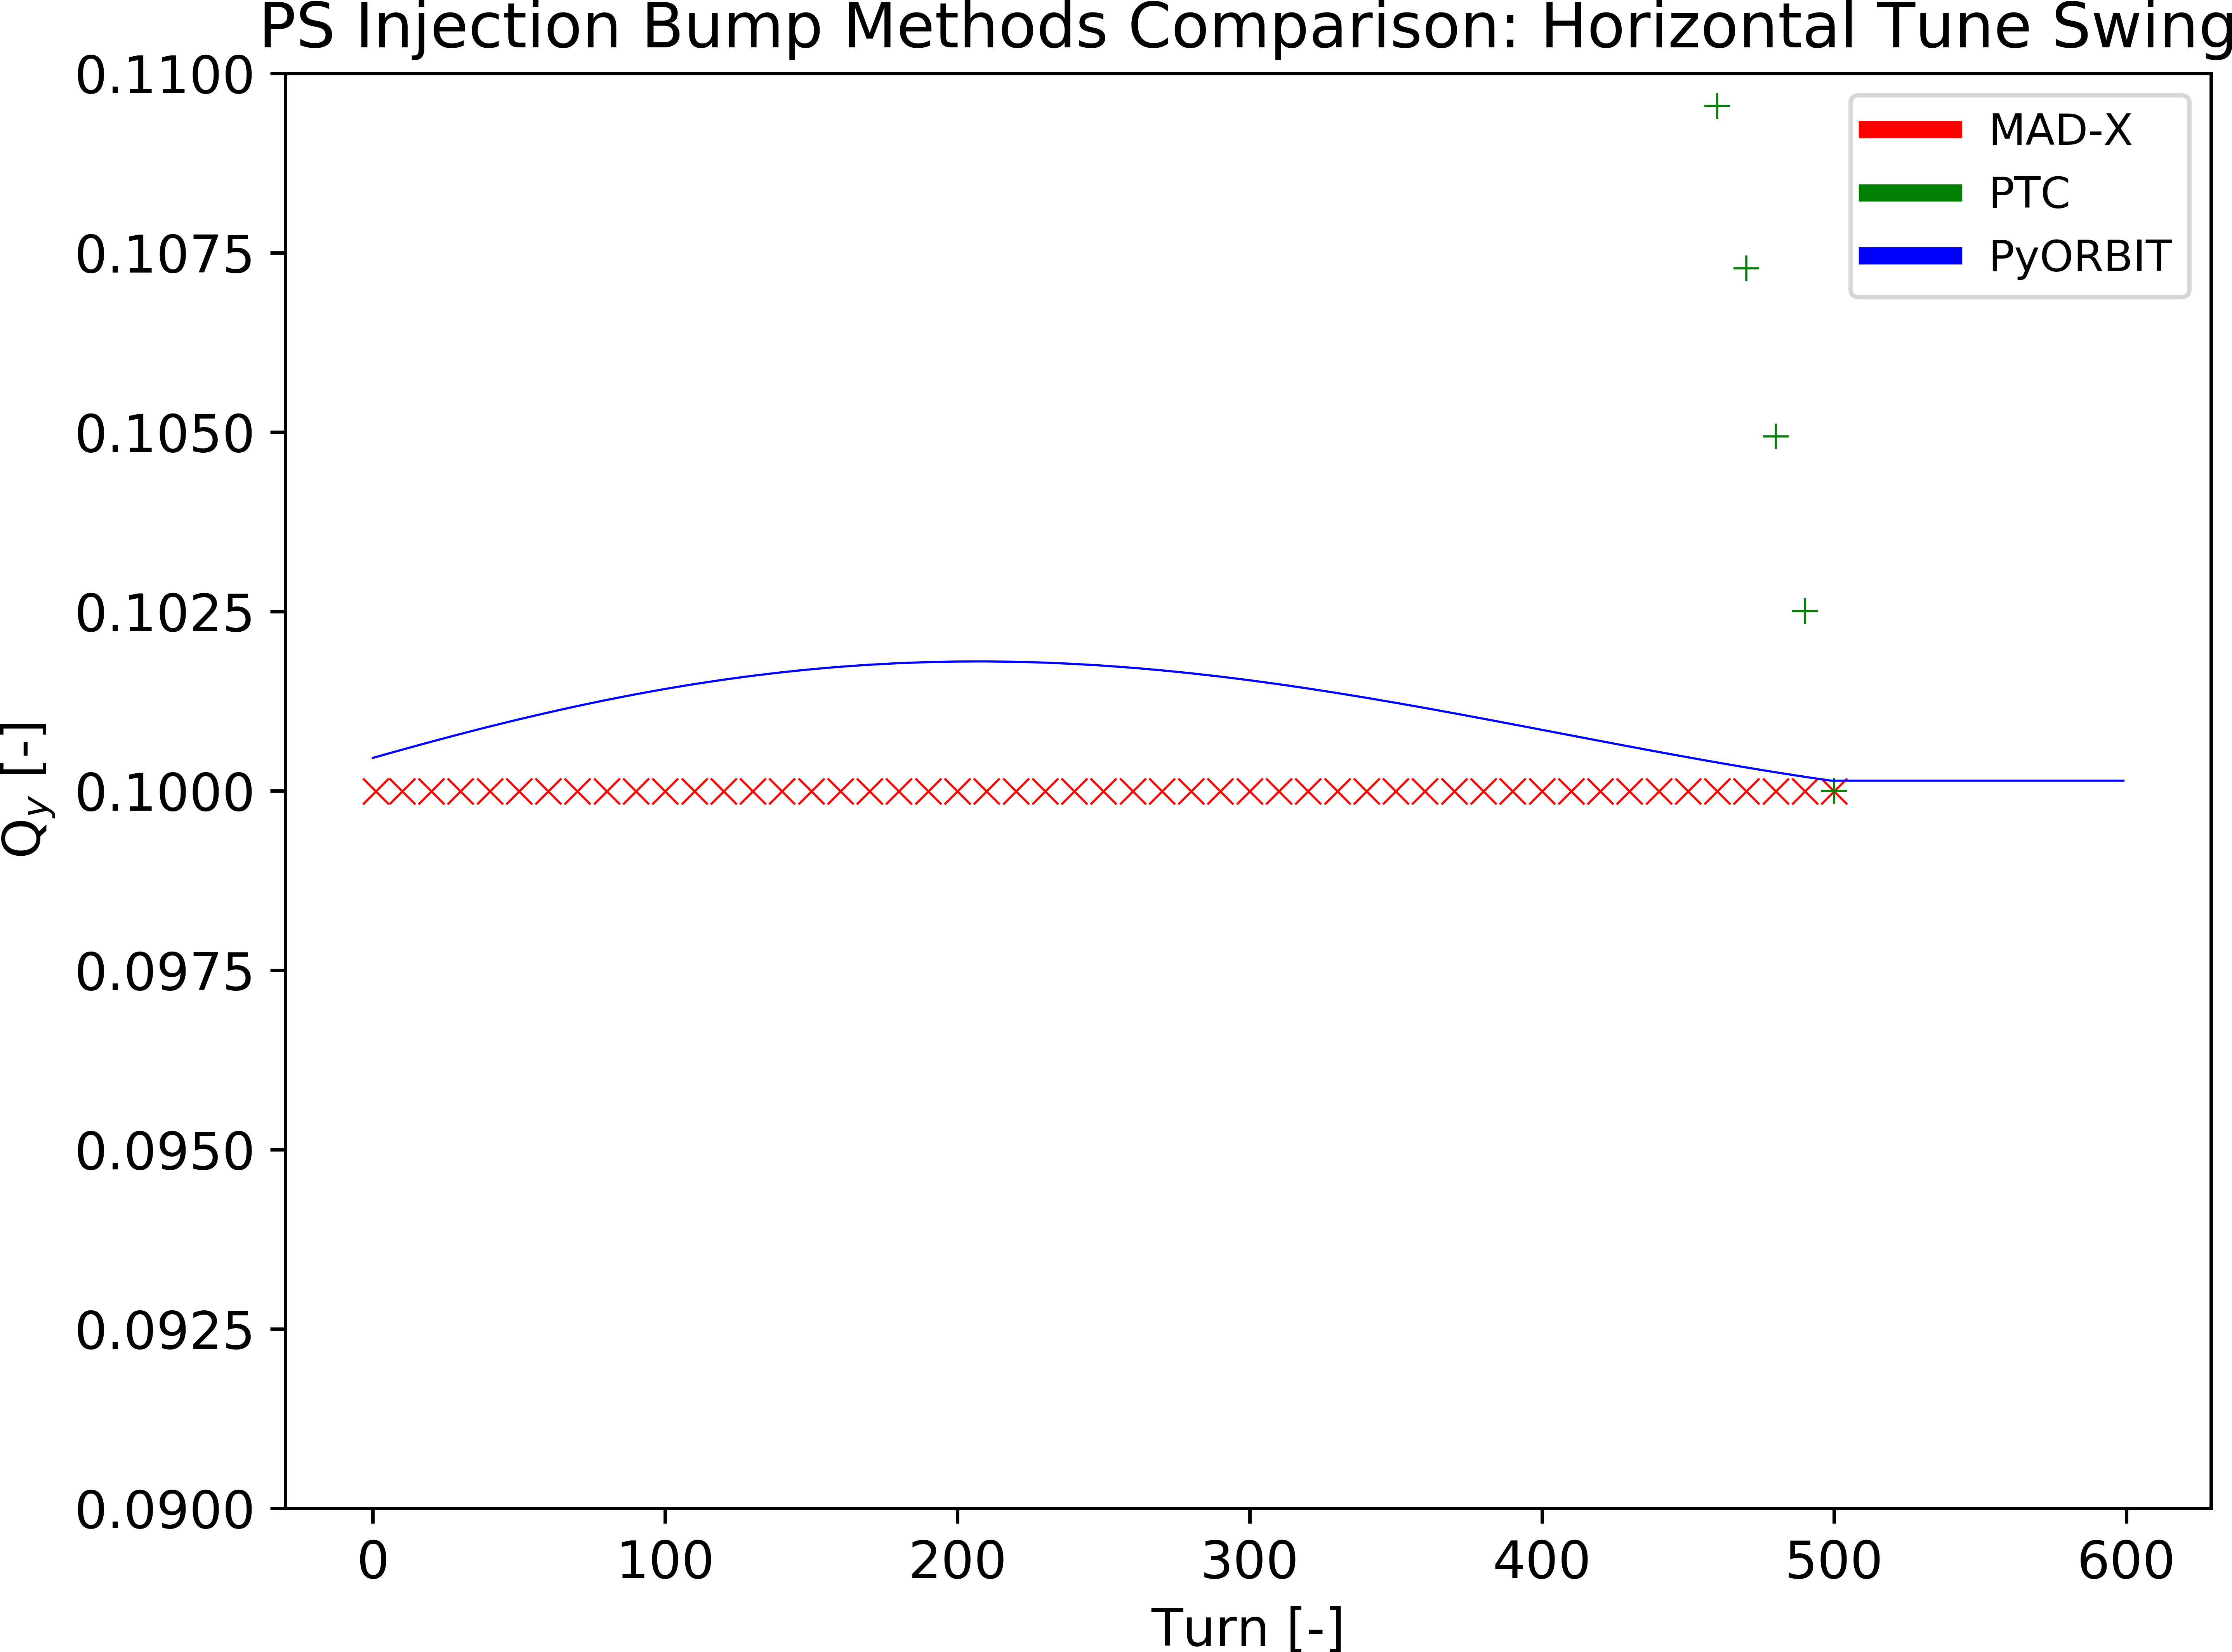 PS Injection Bump Methods Comparison: Horizontal Tune Swing
0.1100
0.1075
0.1050
0.1025
0.1000
0.0975
0.0950
0.0925
0.0900
Qy [-]
MAD-X
PTC
PyORBIT
0 100 200 300 400 500 600
Turn [-]